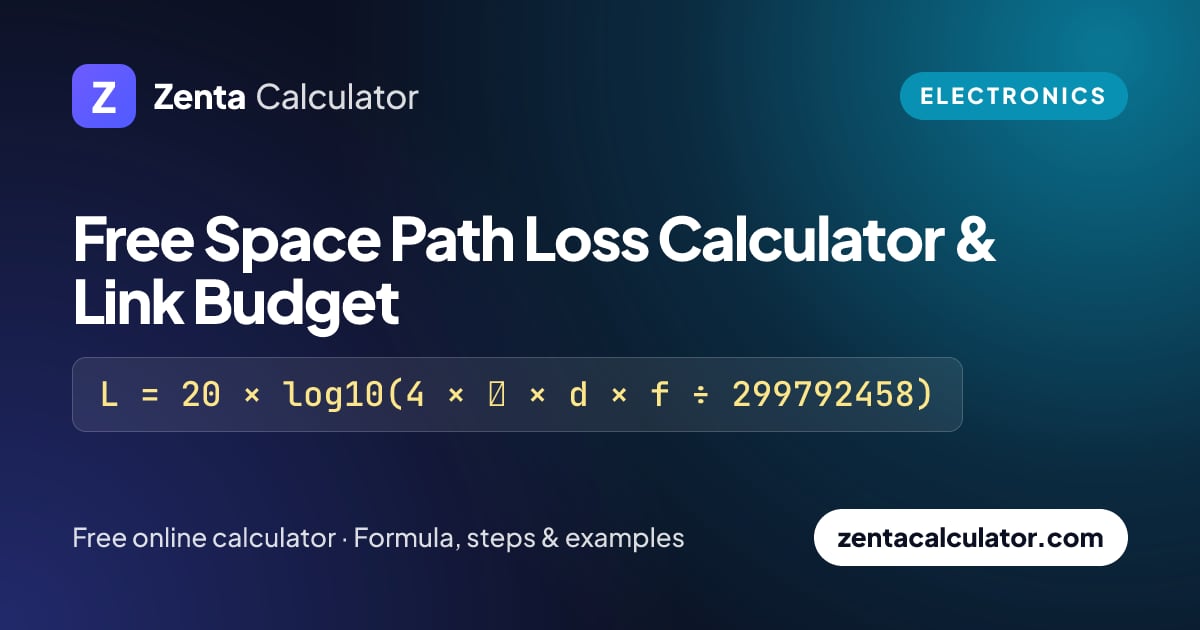 Z Zenta Calculator
ELECTRONICS
Free Space Path Loss Calculator &
Link Budget
L = 20 × log10(4 × × d × f ÷ 299792458)
Free online calculator · Formula, steps & examples
zentacalculator.com